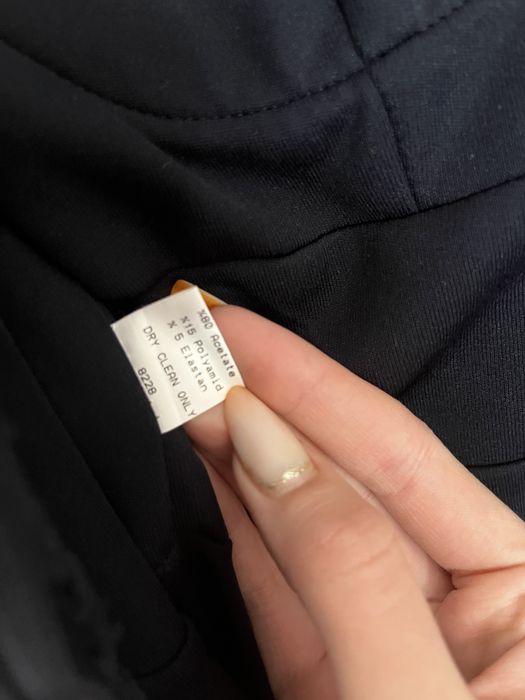 %80 Acetate
%15 Polyamid
% 5 Elastan
DRY CLEAN ONLY
8228